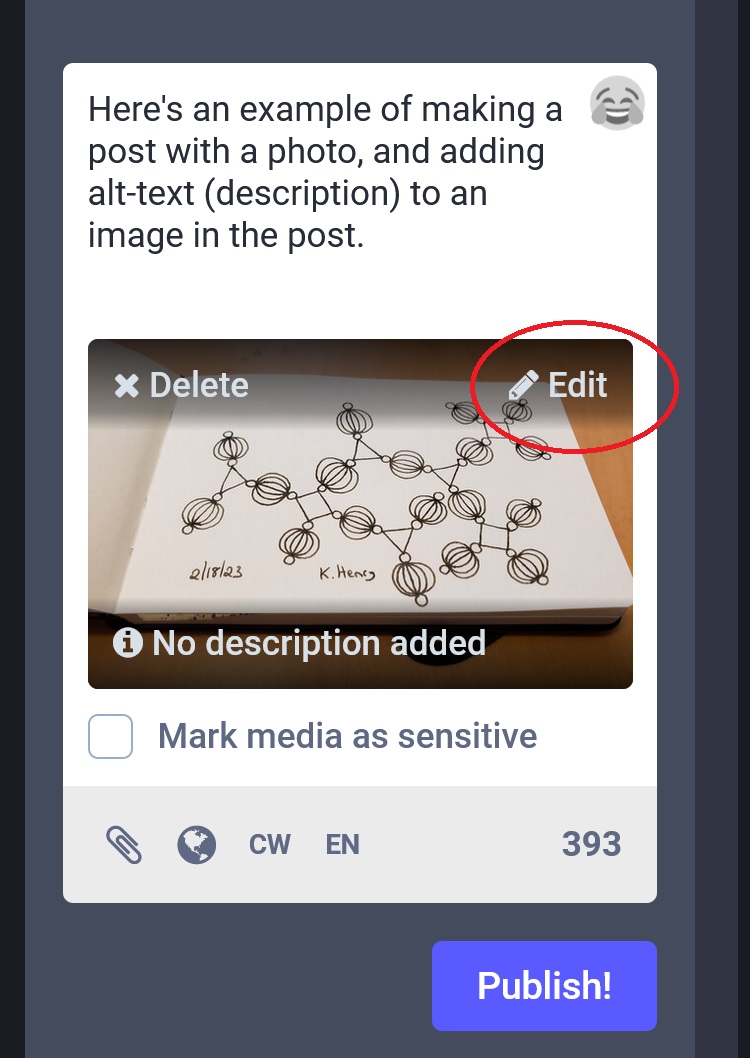 Here's an example of making a
post with a photo, and adding
alt-text (description) to an
image in the post.
Delete
Edit
2/18/23
K. Henry
No description added
Mark media as sensitive
CW EN 393
Publish!